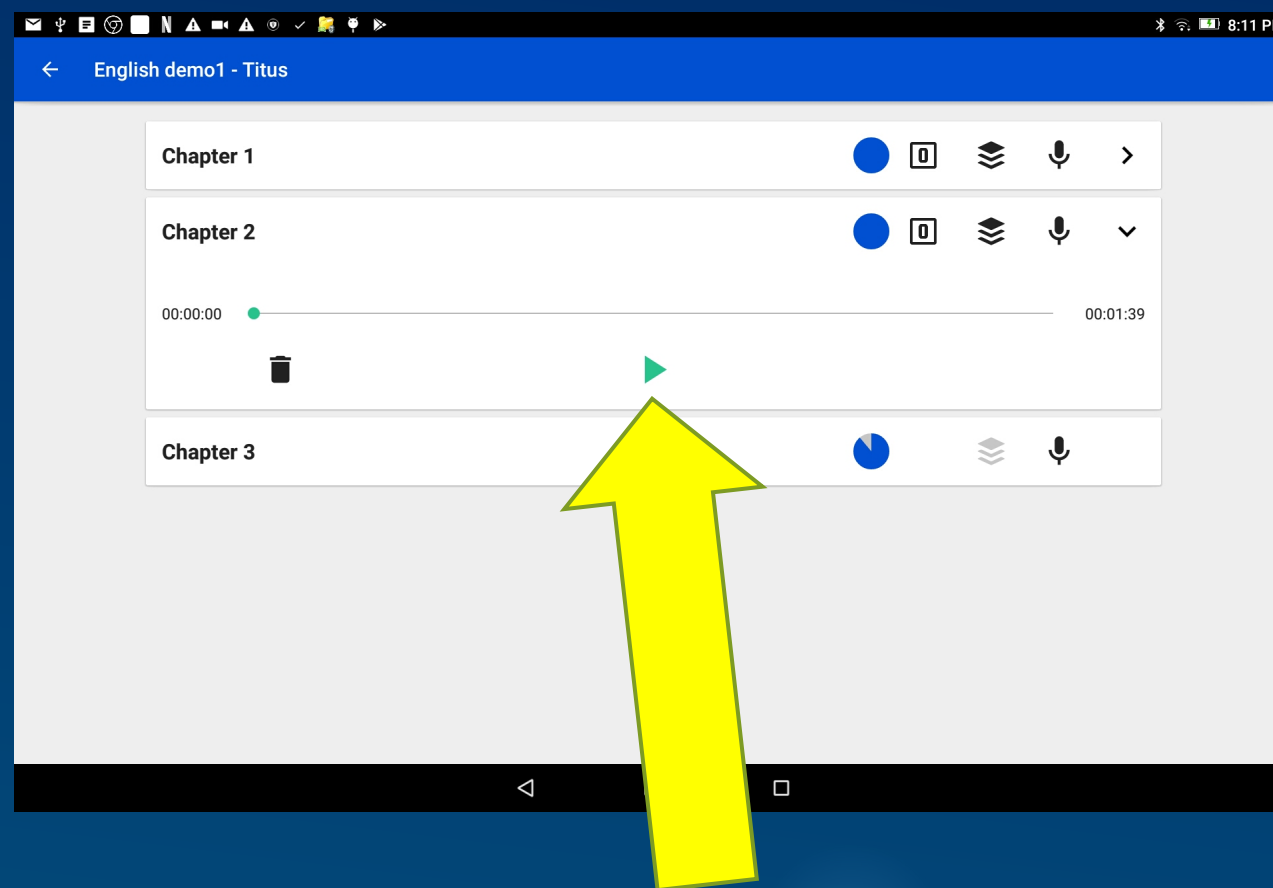 8:11 P
English demo1 - Titus
Chapter 1
0
Chapter 2
0
00:00:00
00:01:39
Chapter 3